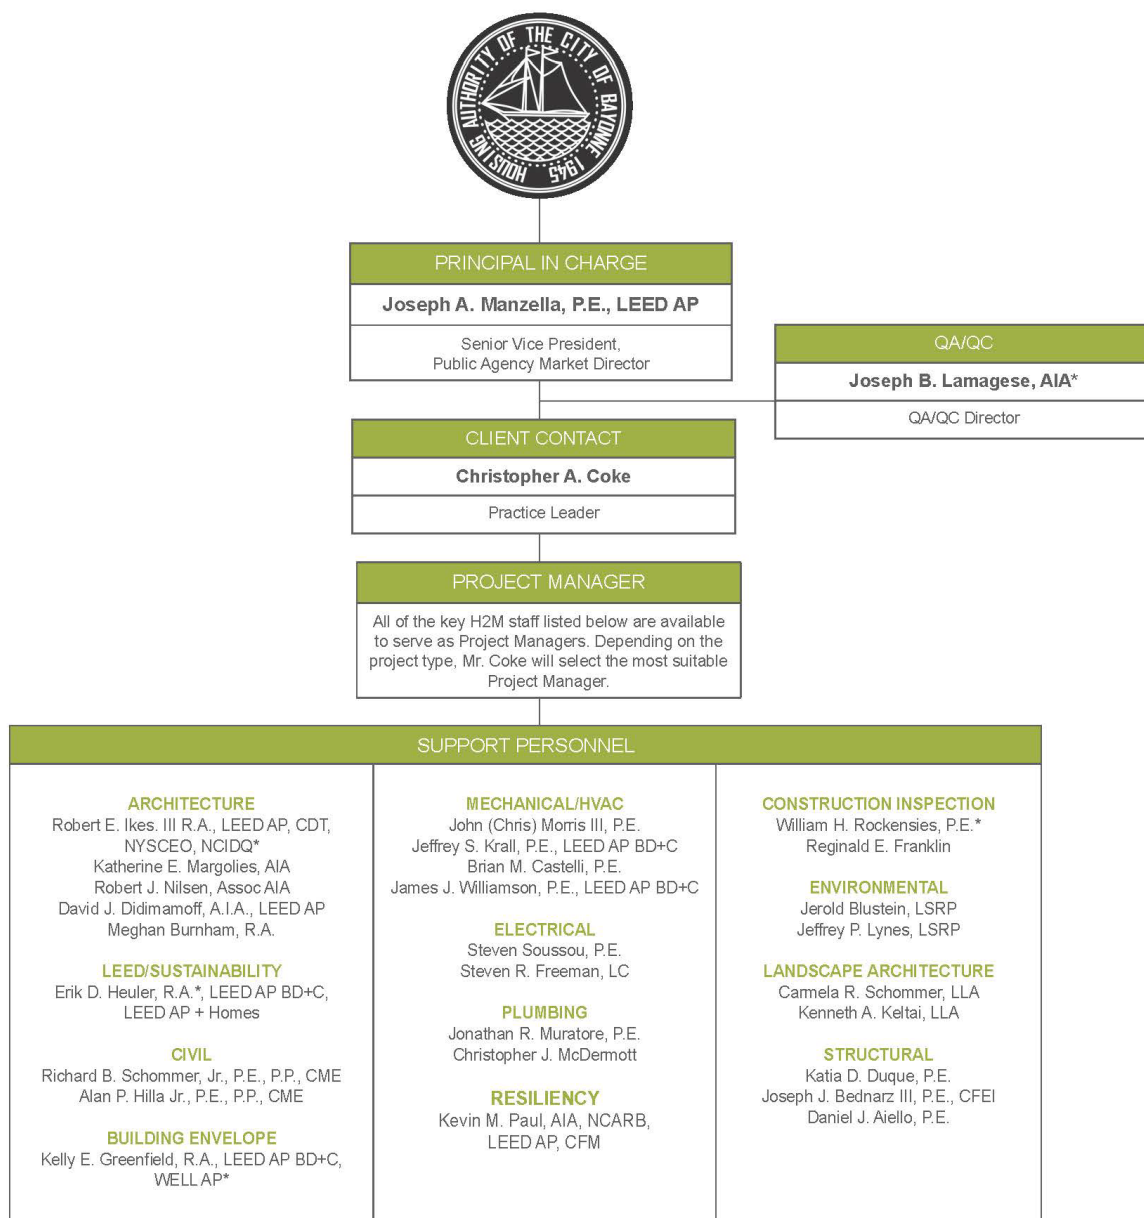 HOUSING AUTHORITY OF THE CITY OF BAYONNE 1945
PRINCIPAL IN CHARGE
Joseph A. Manzella, P.E., LEED AP
Senior Vice President,
Public Agency Market Director
QA/QC
Joseph B. Lamagese, AIA*
QA/QC Director
CLIENT CONTACT
Christopher A. Coke
Practice Leader
PROJECT MANAGER
All of the key H2M staff listed below are available
to serve as Project Managers. Depending on the
project type, Mr. Coke will select the most suitable
Project Manager.
SUPPORT PERSONNEL
ARCHITECTURE
Robert E. Ikes. III R.A., LEED AP, CDT,
NYSCEO, NCIDQ*
Katherine E. Margolies, AIA
Robert J. Nilsen, Assoc AIA
David J. Didimamoff, A.I.A., LEED AP
Meghan Burnham, R.A.
LEED/SUSTAINABILITY
Erik D. Heuler, R.A.*, LEED AP BD+C,
LEED AP + Homes
CIVIL
Richard B. Schommer, Jr., P.E., P.P., CME
Alan P. Hilla Jr., P.E., P.P., CME
BUILDING ENVELOPE
Kelly E. Greenfield, R.A., LEED AP BD+C,
WELL AP*
MECHANICAL/HVAC
John (Chris) Morris III, P.E.
Jeffrey S. Krall, P.E., LEED AP BD+C
Brian M. Castelli, P.E.
James J. Williamson, P.E., LEED AP BD+C
ELECTRICAL
Steven Soussou, P.E.
Steven R. Freeman, LC
PLUMBING
Jonathan R. Muratore, P.E.
Christopher J. McDermott
RESILIENCY
Kevin M. Paul, AIA, NCARB,
LEED AP, CFM
CONSTRUCTION INSPECTION
William H. Rockensies, P.E.*
Reginald E. Franklin
ENVIRONMENTAL
Jerold Blustein, LSRP
Jeffrey P. Lynes, LSRP
LANDSCAPE ARCHITECTURE
Carmela R. Schommer, LLA
Kenneth A. Keltai, LLA
STRUCTURAL
Katia D. Duque, P.E.
Joseph J. Bednarz III, P.E., CFEI
Daniel J. Aiello, P.E.